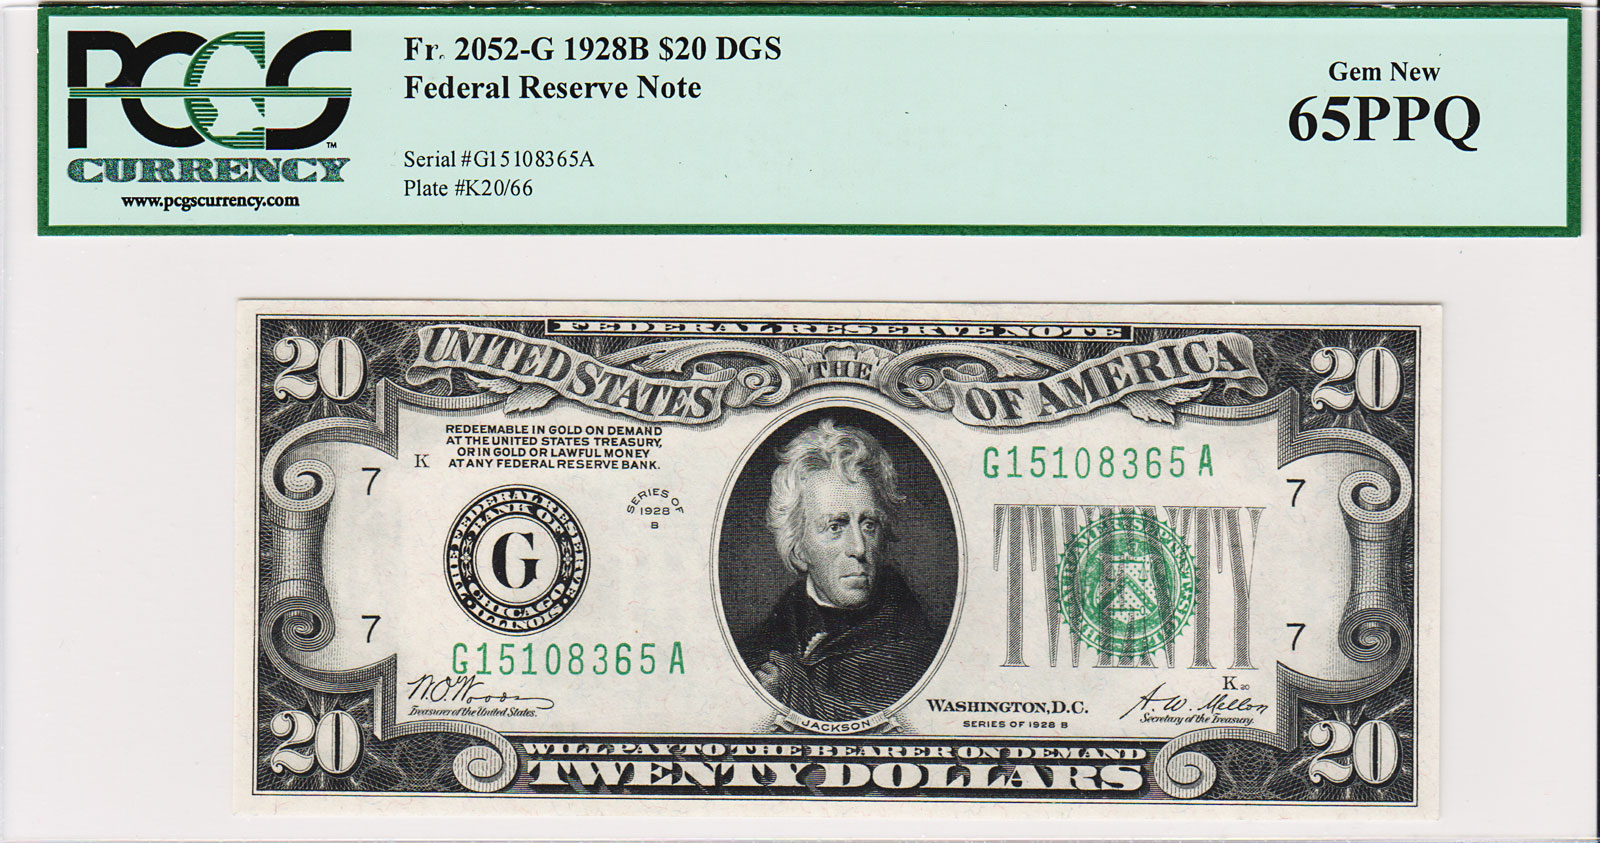 PCGS™
CURRENCY
www.pcgscurrency.com
Fr. 2052-G 1928B $20 DGS
Federal Reserve Note
Serial #G15108365A
Plate #K20/66
Gem New
65PPQ
FEDERAL RESERVE NOTE
20
UNITED STATES
THE
OF AMERICA
20
REDEEMABLE IN GOLD ON DEMAND
AT THE UNITED STATES TREASURY,
OR IN GOLD OR LAWFUL MONEY
AT ANY FEDERAL RESERVE BANK.
K
7
SERIES OF
1928
B
G15108365A
7
FEDERAL RESERVE
BANK OF
G
CHICAGO
ILLINOIS
TWENTY
7
7
G15108365A
W.O. Woods
Treasurer of the United States.
JACKSON
WASHINGTON, D.C.
SERIES OF 1928 B
K20
A. W. Mellon
Secretary of the Treasury.
20
WILL PAY TO THE BEARER ON DEMAND
TWENTY DOLLARS
20